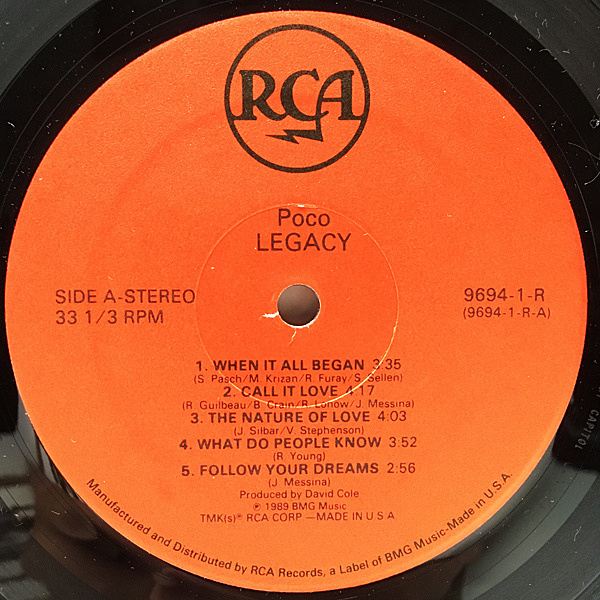 RCA
Poco
LEGACY
SIDE A-STEREO
33 1/3 RPM
9694-1-R
(9694-1-R-A)
1. WHEN IT ALL BEGAN 3:35
(S. Pasch/M. Krizan/R. Furay/S. Sellen)
2. CALL IT LOVE 4:17
(R. Guilbeau/B. Crain/R. Lonow/J. Messina)
3. THE NATURE OF LOVE 4:03
(J. Silbar/V. Stephenson)
4. WHAT DO PEOPLE KNOW 3:52
(R. Young)
5. FOLLOW YOUR DREAMS 2:56
(J. Messina)
Produced by David Cole
℗ 1989 BMG Music
TMK(s)® RCA CORP —MADE IN U S A
Manufactured and Distributed by RCA Records, a Label of BMG Music-Made in U.S.A.
CAPITOL